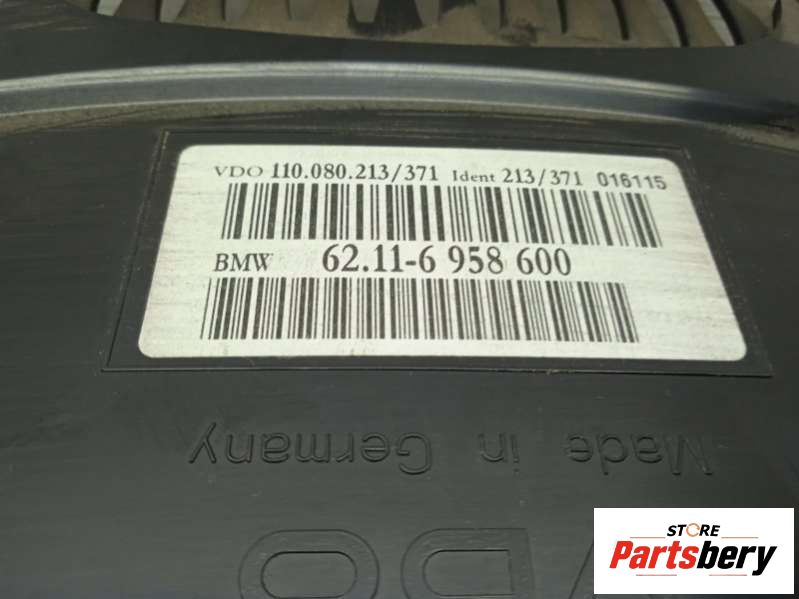 VDO 110.080.213/371 Ident 213/371 016115
BMW 62.11-6 958 600
Made in Germany
VDO
STORE
Partsbery